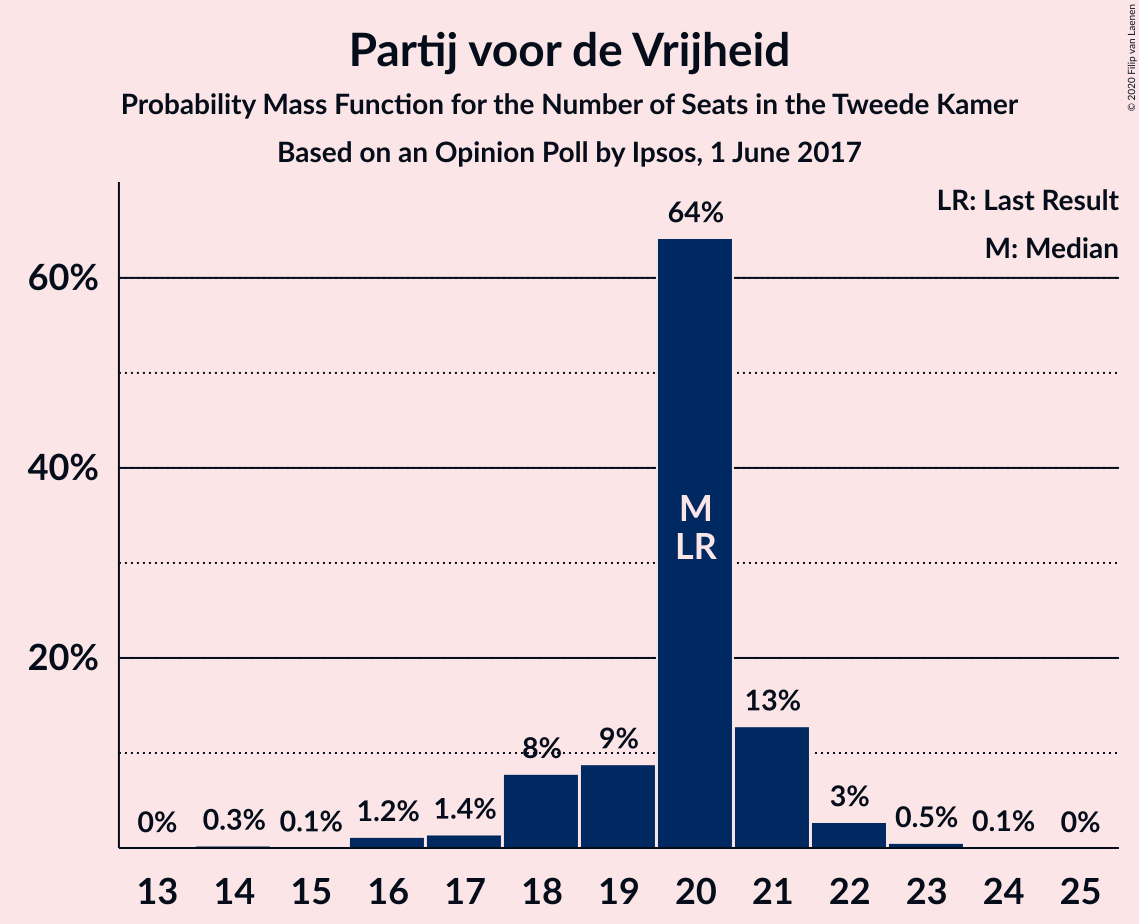 Partij voor de Vrijheid
Probability Mass Function for the Number of Seats in the Tweede Kamer
Based on an Opinion Poll by Ipsos, 1 June 2017
© 2020 Filip van Laenen
LR: Last Result
M: Median
60%
40%
20%
0%
0.3%
0.1%
1.2%
1.4%
8%
9%
64%
M
LR
13%
3%
0.5%
0.1%
0%
13 14 15 16 17 18 19 20 21 22 23 24 25